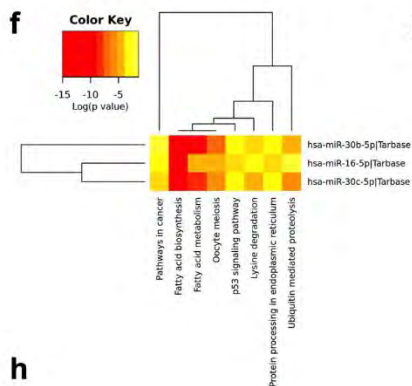 f
Color Key
-15
-10
-5
Log(p value)
hsa-miR-30b-5p|Tarbase
hsa-miR-16-5p|Tarbase
hsa-miR-30c-5p|Tarbase
Pathways in cancer
Fatty acid biosynthesis
Fatty acid metabolism
Oocyte meiosis
p53 signaling pathway
Lysine degradation
Protein processing in endoplasmic reticulum
Ubiquitin mediated proteolysis
h